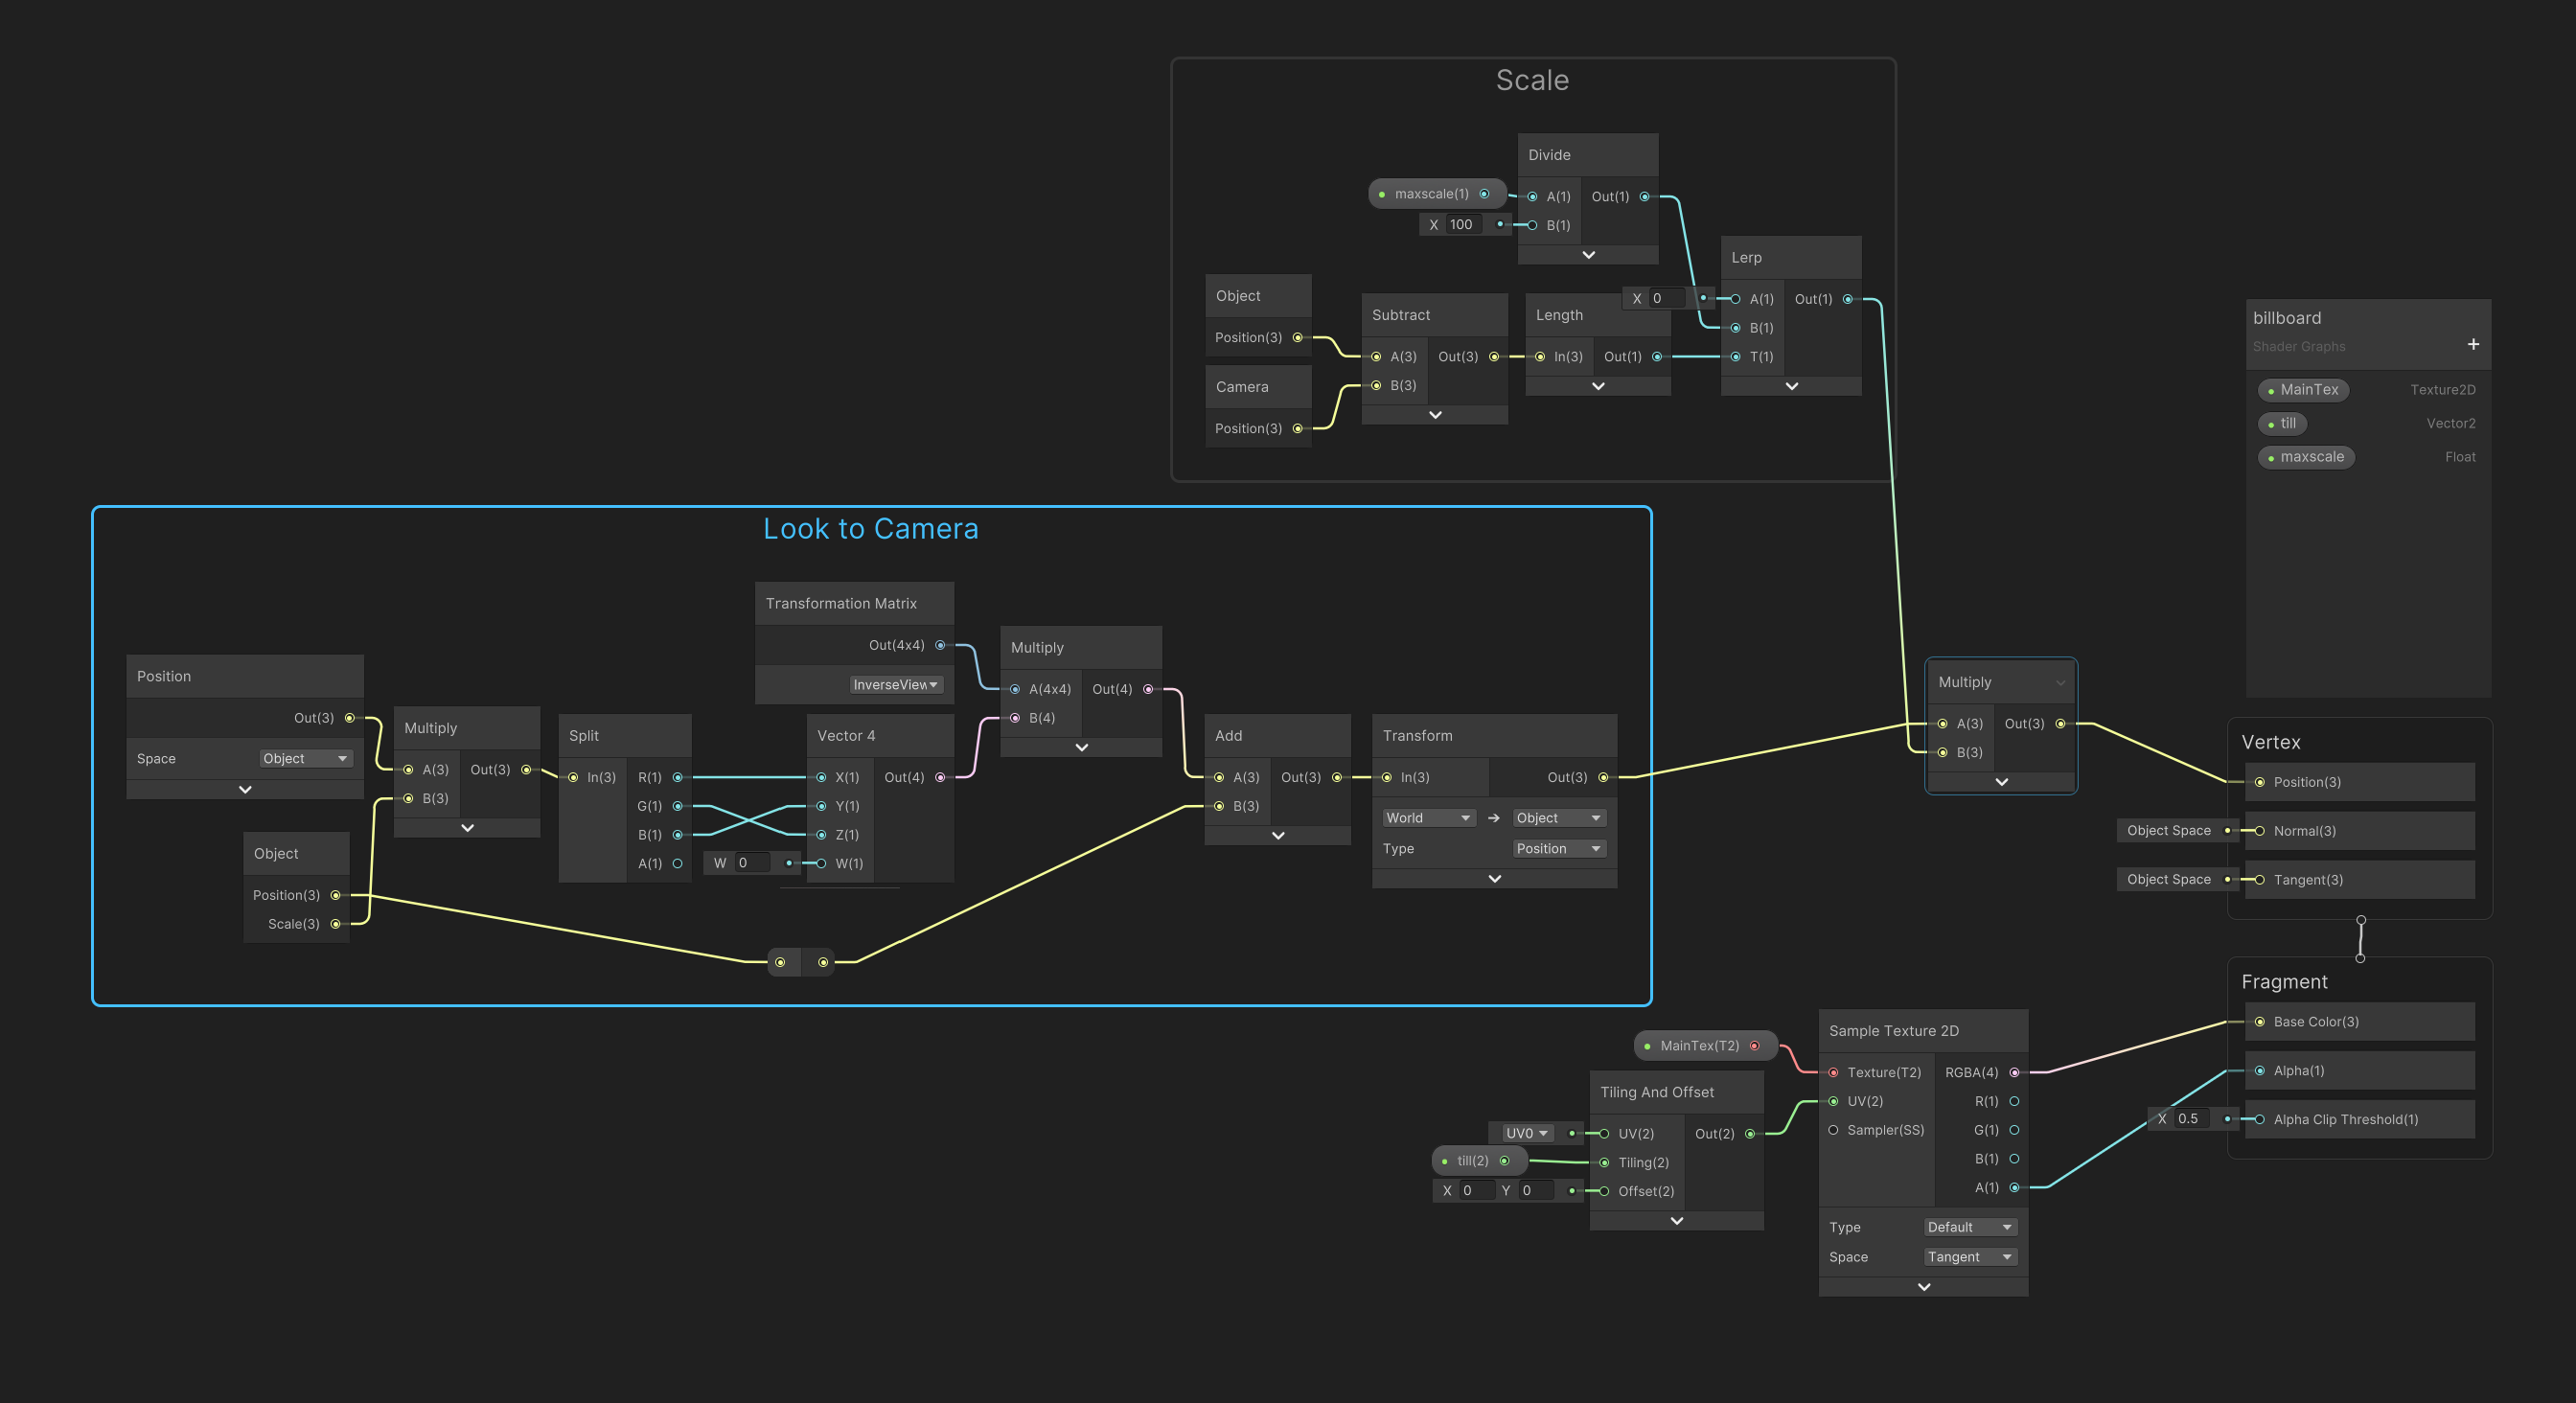 Scale
Divide
maxscale(1)
A(1)
Out(1)
X 100
B(1)
Lerp
Object
Position(3)
Camera
Position(3)
Subtract
A(3)
Out(3)
B(3)
Length
In(3)
Out(1)
X 0
A(1)
Out(1)
B(1)
T(1)
billboard
Shader Graphs
+
MainTex Texture2D
till Vector2
maxscale Float
Look to Camera
Position
Out(3)
Space Object
Multiply
A(3) Out(3)
B(3)
Object
Position(3)
Scale(3)
Split
In(3) R(1)
G(1)
B(1)
A(1)
Transformation Matrix
Out(4x4)
InverseView
Vector 4
X(1) Out(4)
Y(1)
Z(1)
W 0
W(1)
Multiply
A(4x4) Out(4)
B(4)
Add
A(3) Out(3)
B(3)
Transform
In(3) Out(3)
World Object
Type Position
Multiply
A(3) Out(3)
B(3)
Vertex
Position(3)
Object Space Normal(3)
Object Space Tangent(3)
Fragment
Base Color(3)
Alpha(1)
X 0.5 Alpha Clip Threshold(1)
MainTex(T2)
Tiling And Offset
UV0 UV(2) Out(2)
till(2) Tiling(2)
X 0 Y 0 Offset(2)
Sample Texture 2D
Texture(T2) RGBA(4)
UV(2) R(1)
Sampler(SS) G(1)
B(1)
A(1)
Type Default
Space Tangent